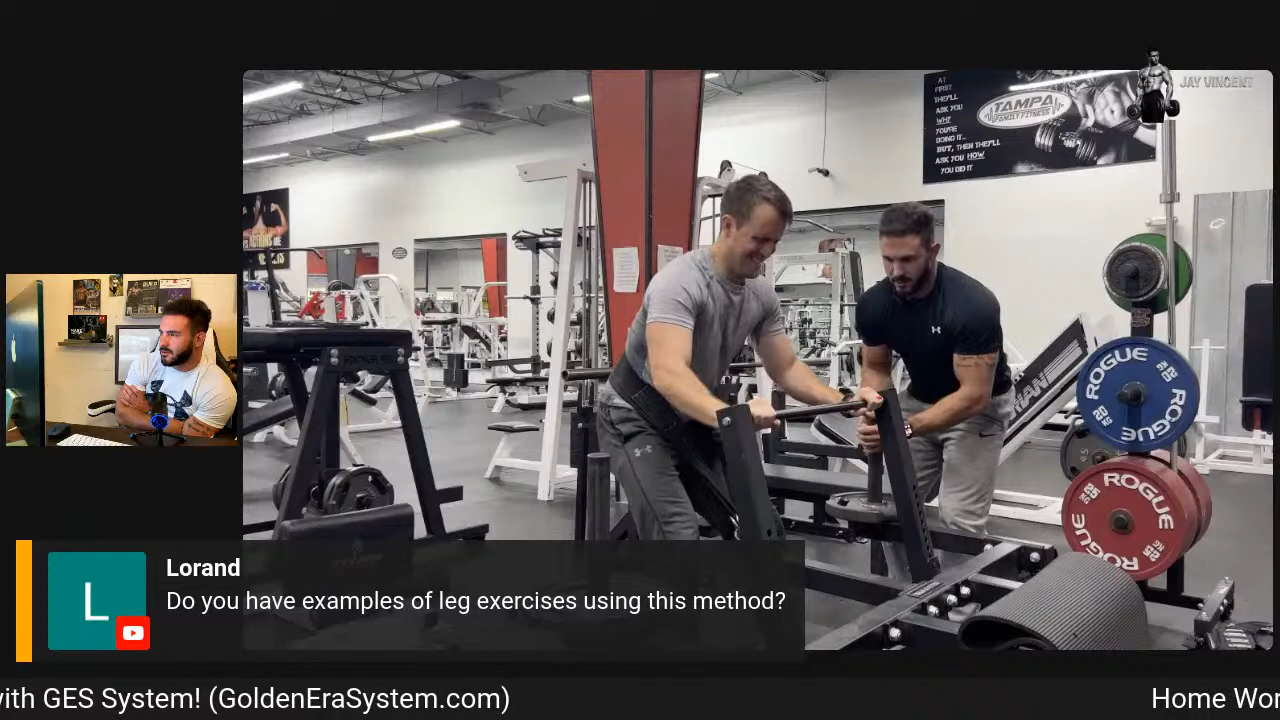 JAY VINCENT
AT
FIRST
THEY'LL
ASK YOU
WHY
YOU'RE
DOING IT...
BUT, THEN THEY'LL
ASK YOU HOW
YOU DID IT
TAMPA
FAMILY FITNESS
ROGUE
ROGUE
ROGUE
ROGUE
L
Lorand
Do you have examples of leg exercises using this method?
with GES System! (GoldenEraSystem.com)
Home Wor